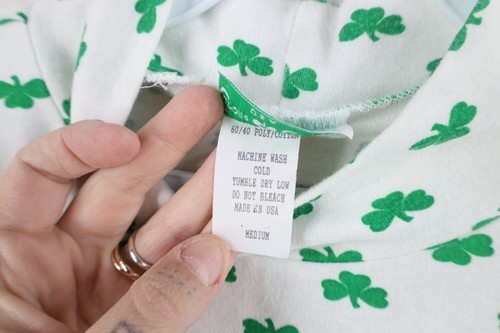 60/40 POLY/COTTON
MACHINE WASH
COLD
TUMBLE DRY LOW
DO NOT BLEACH
MADE IN USA
MEDIUM